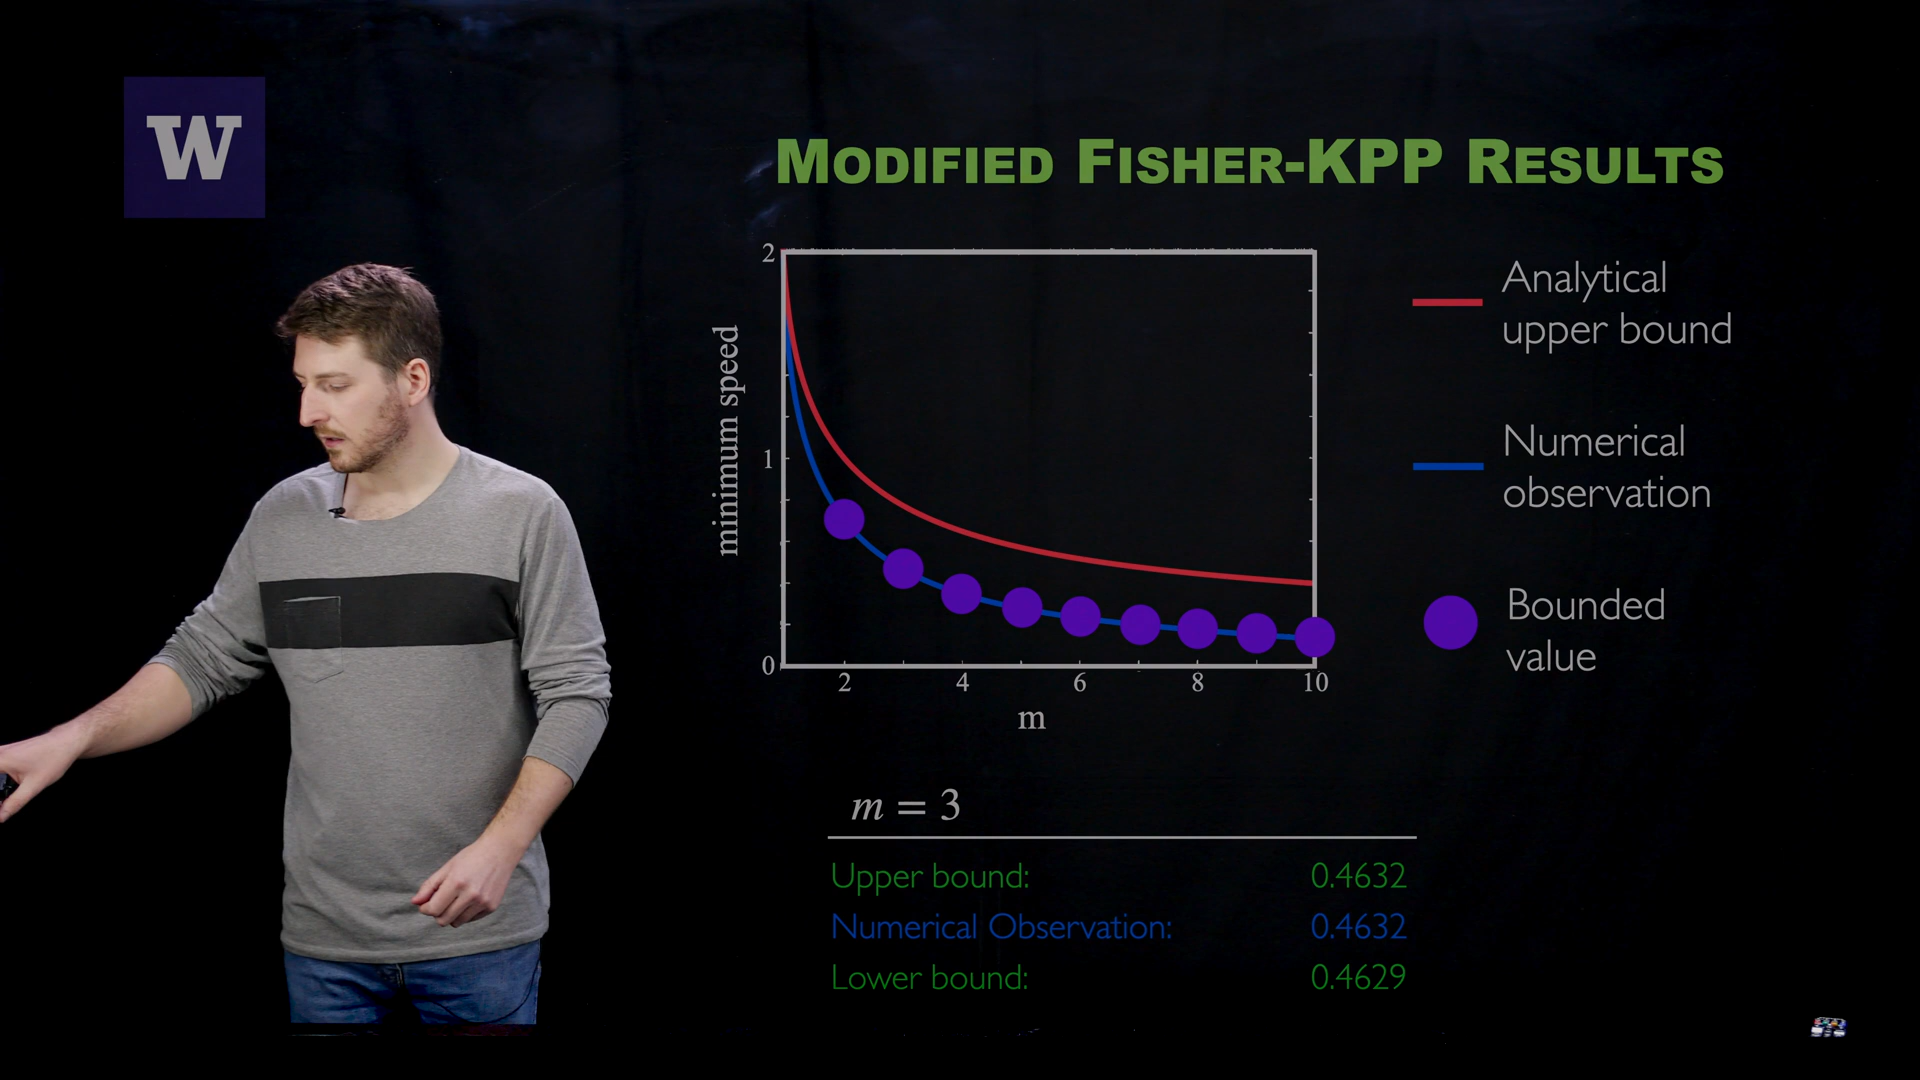 W
MODIFIED FISHER-KPP RESULTS
2
1
0
minimum speed
2 4 6 8 10
m
Analytical
upper bound
Numerical
observation
Bounded
value
m = 3
Upper bound: 0.4632
Numerical Observation: 0.4632
Lower bound: 0.4629